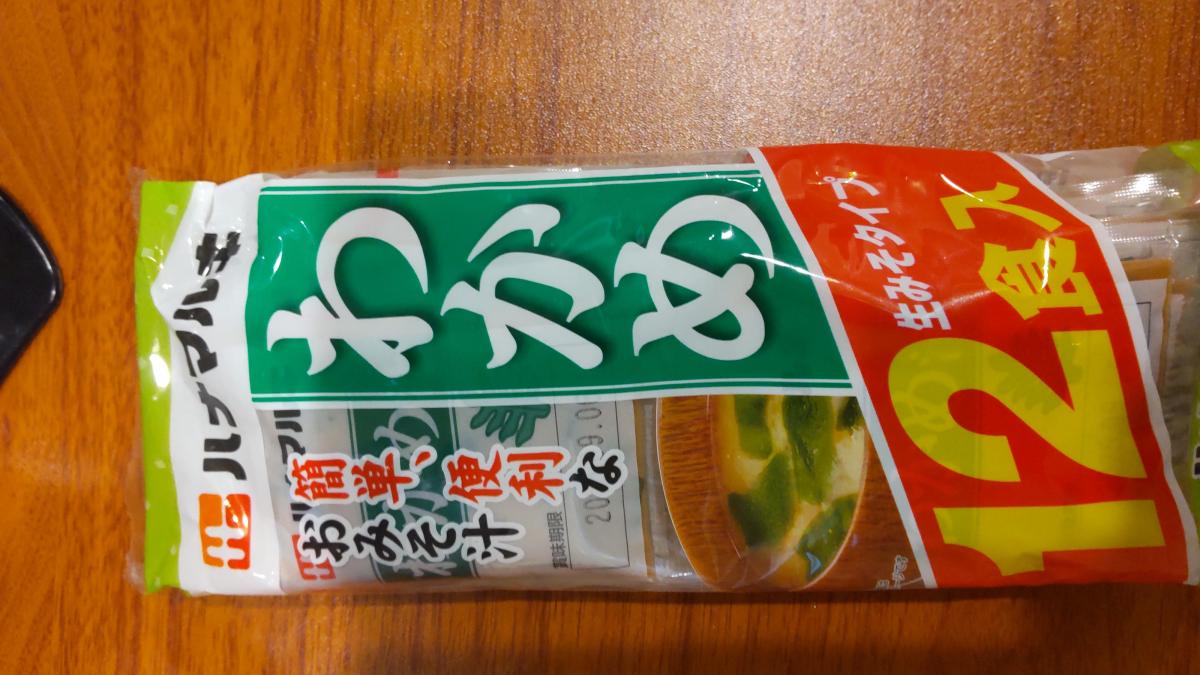 ハナマルキ
わかめ
簡単、便利な
おみそ汁
賞味期限
生みそタイプ
12食入